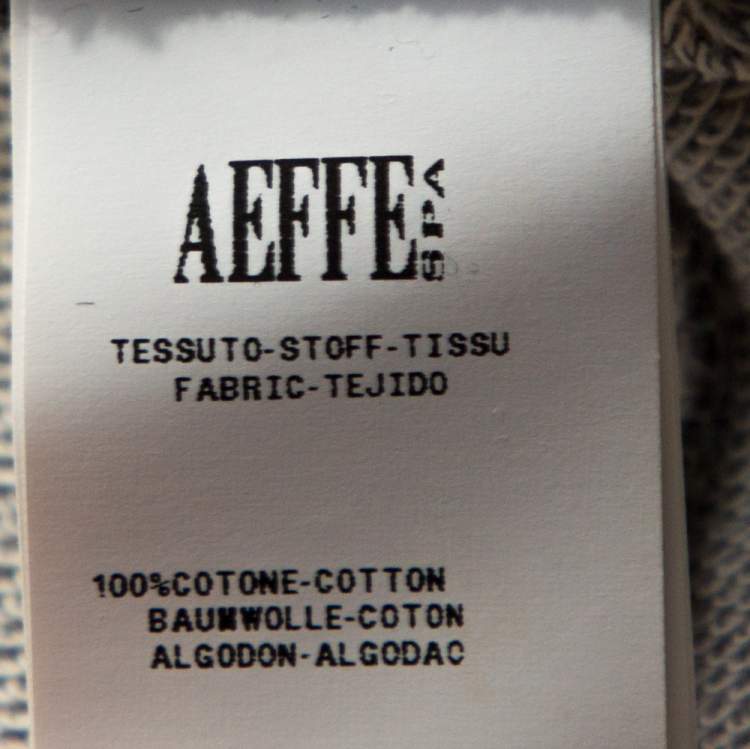 AEFFE SPA
TESSUTO-STOFF-TISSU
FABRIC-TEJIDO
100%COTONE-COTTON
BAUMWOLLE-COTON
ALGODON-ALGODAO